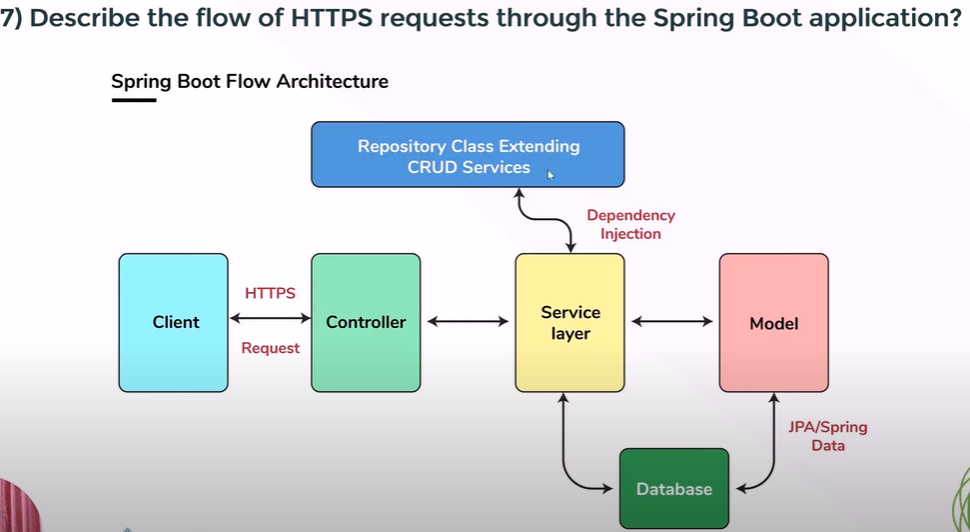 7) Describe the flow of HTTPS requests through the Spring Boot application?
Spring Boot Flow Architecture
Repository Class Extending
CRUD Services
Dependency
Injection
Client
HTTPS
Request
Controller
Service
layer
Model
JPA/Spring
Data
Database